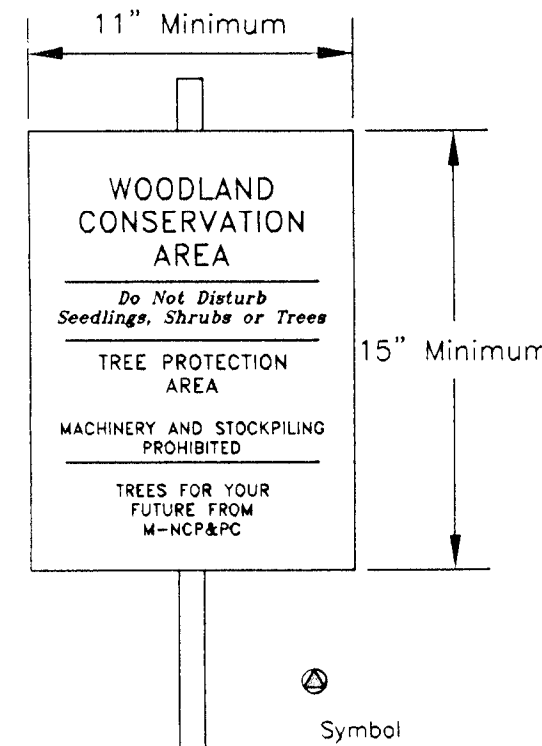 11" Minimum
WOODLAND
CONSERVATION
AREA
Do Not Disturb
Seedlings, Shrubs or Trees
TREE PROTECTION
AREA
15" Minimum
MACHINERY AND STOCKPILING
PROHIBITED
TREES FOR YOUR
FUTURE FROM
M-NCP&PC
Symbol